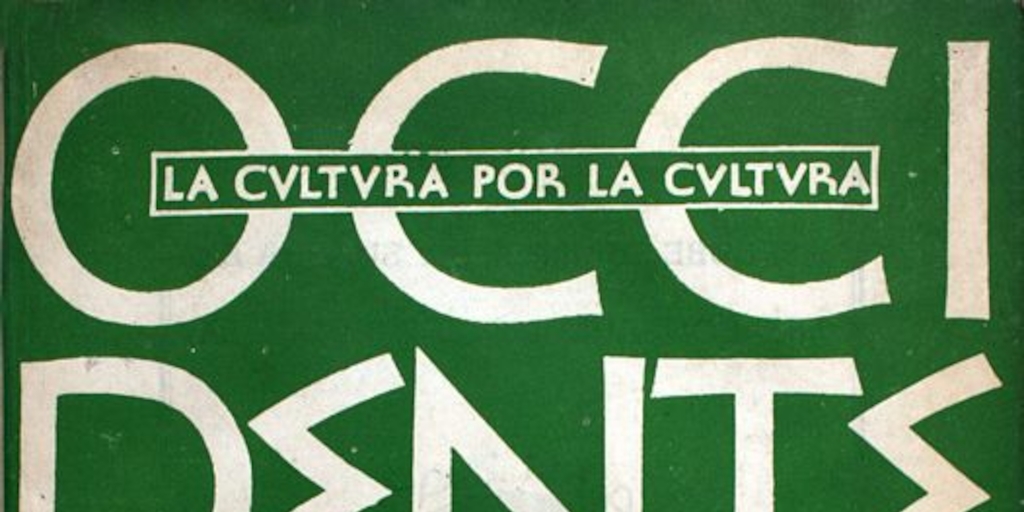 OCCI
LA CVLTVRA POR LA CVLTVRA
DENTE